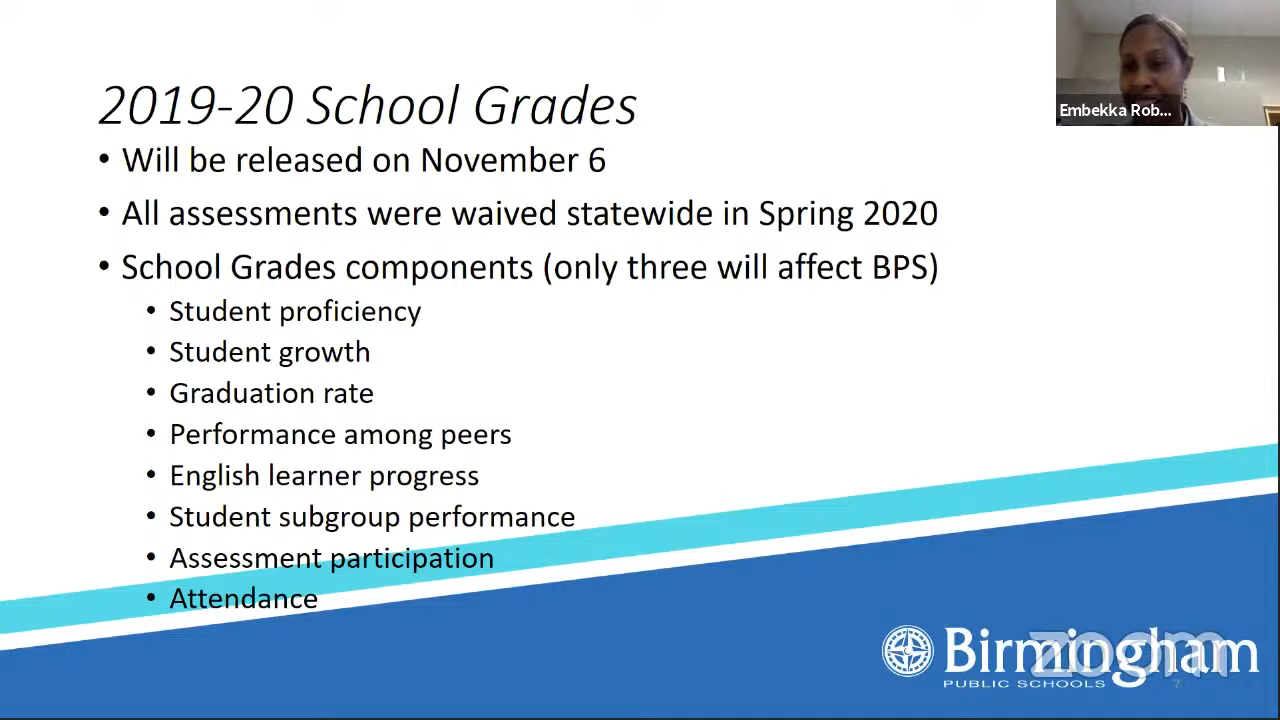 2019-20 School Grades
Embekka Rob...
• Will be released on November 6
• All assessments were waived statewide in Spring 2020
• School Grades components (only three will affect BPS)
• Student proficiency
• Student growth
• Graduation rate
• Performance among peers
• English learner progress
• Student subgroup performance
• Assessment participation
• Attendance
Birmingham
PUBLIC SCHOOLS
zoom
7